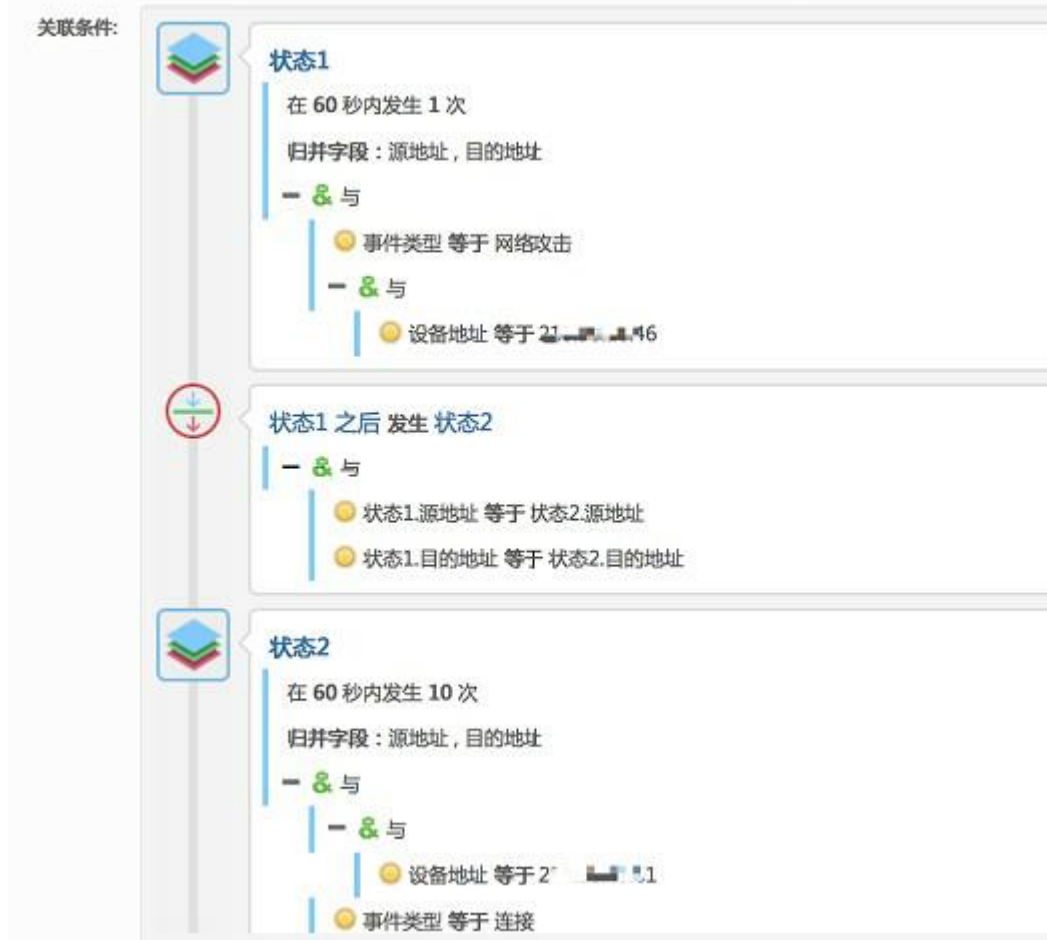 关联条件:
状态1
在 60 秒内发生 1 次
归并字段：源地址 , 目的地址
与
事件类型 等于 网络攻击
与
设备地址 等于
状态1 之后 发生 状态2
与
状态1.源地址 等于 状态2.源地址
状态1.目的地址 等于 状态2.目的地址
状态2
在 60 秒内发生 10 次
归并字段：源地址 , 目的地址
与
与
设备地址 等于
事件类型 等于 连接